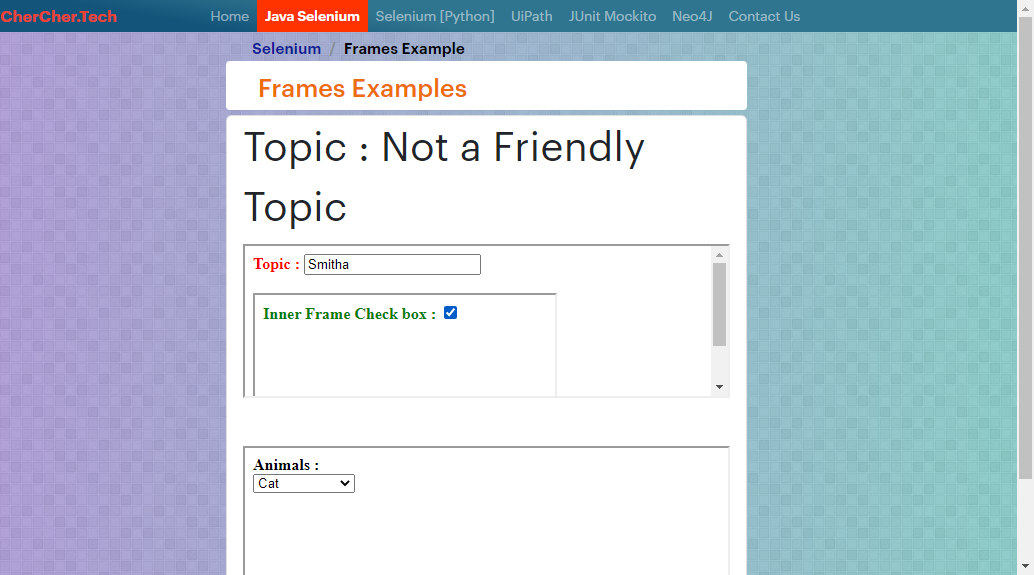 CherCher.Tech Home Java Selenium Selenium [Python] UiPath JUnit Mockito Neo4J Contact Us
Selenium / Frames Example
Frames Examples
Topic : Not a Friendly
Topic
Topic : Smitha
Inner Frame Check box :
Animals :
Cat